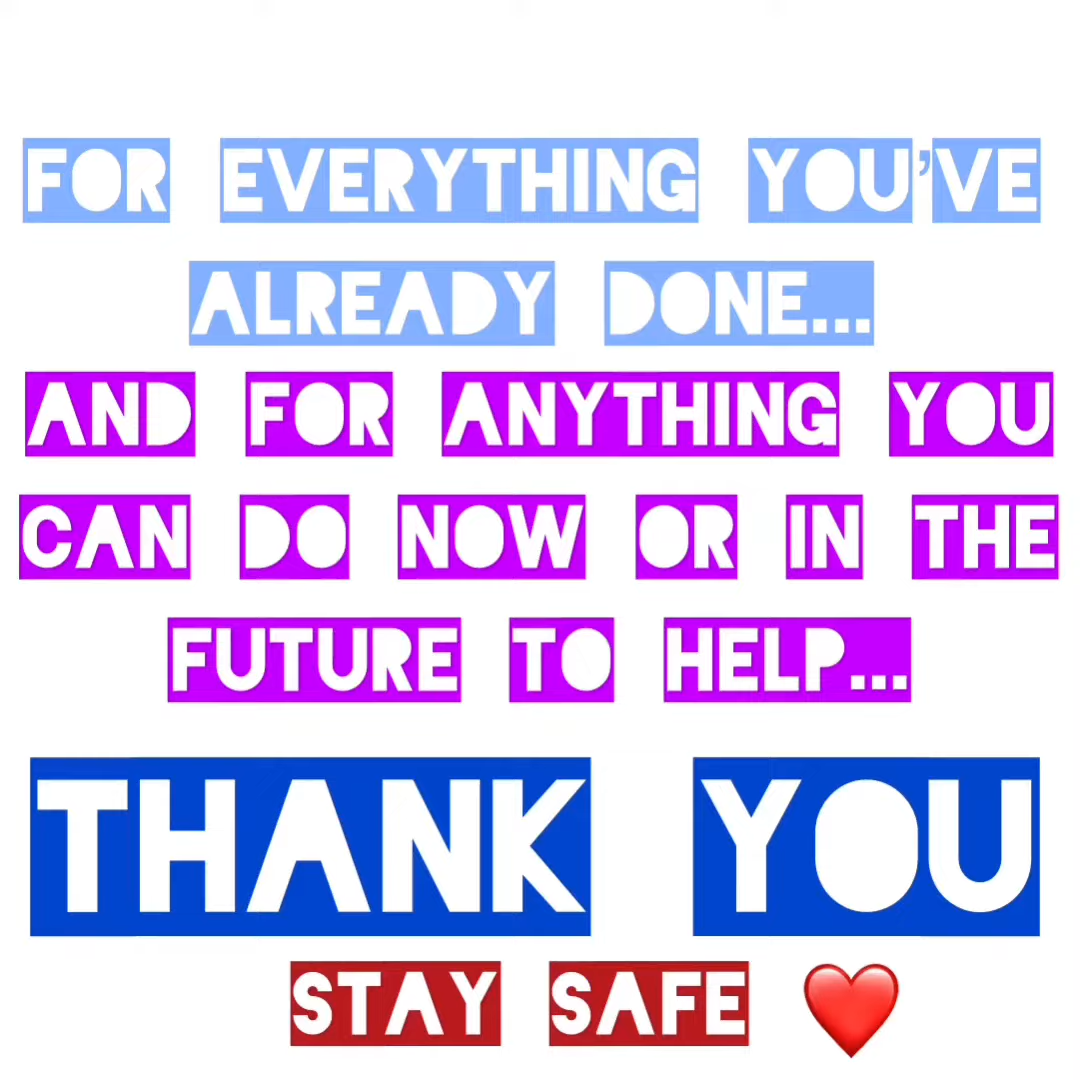 FOR EVERYTHING YOU'VE
ALREADY DONE...
AND FOR ANYTHING YOU
CAN DO NOW OR IN THE
FUTURE TO HELP...
THANK YOU
STAY SAFE ❤️